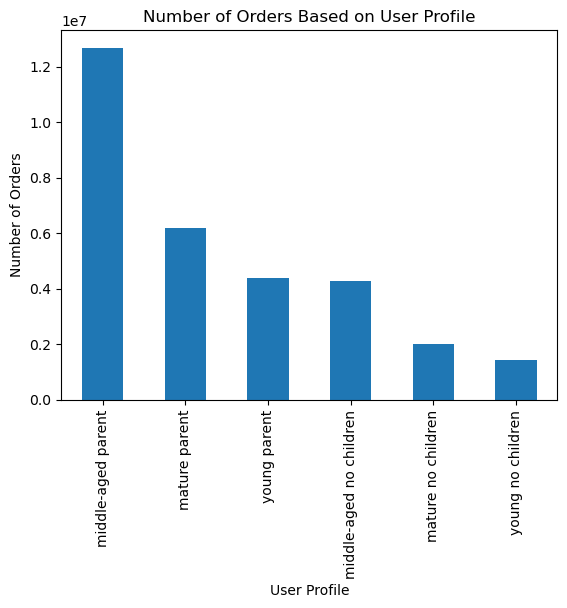 Number of Orders Based on User Profile
1e7
Number of Orders
1.2
1.0
0.8
0.6
0.4
0.2
0.0
middle-aged parent
mature parent
young parent
middle-aged no children
mature no children
young no children
User Profile